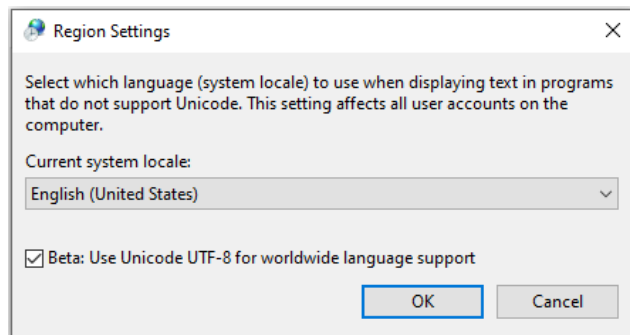 Region Settings
Select which language (system locale) to use when displaying text in programs
that do not support Unicode. This setting affects all user accounts on the
computer.
Current system locale:
English (United States)
Beta: Use Unicode UTF-8 for worldwide language support
OK Cancel